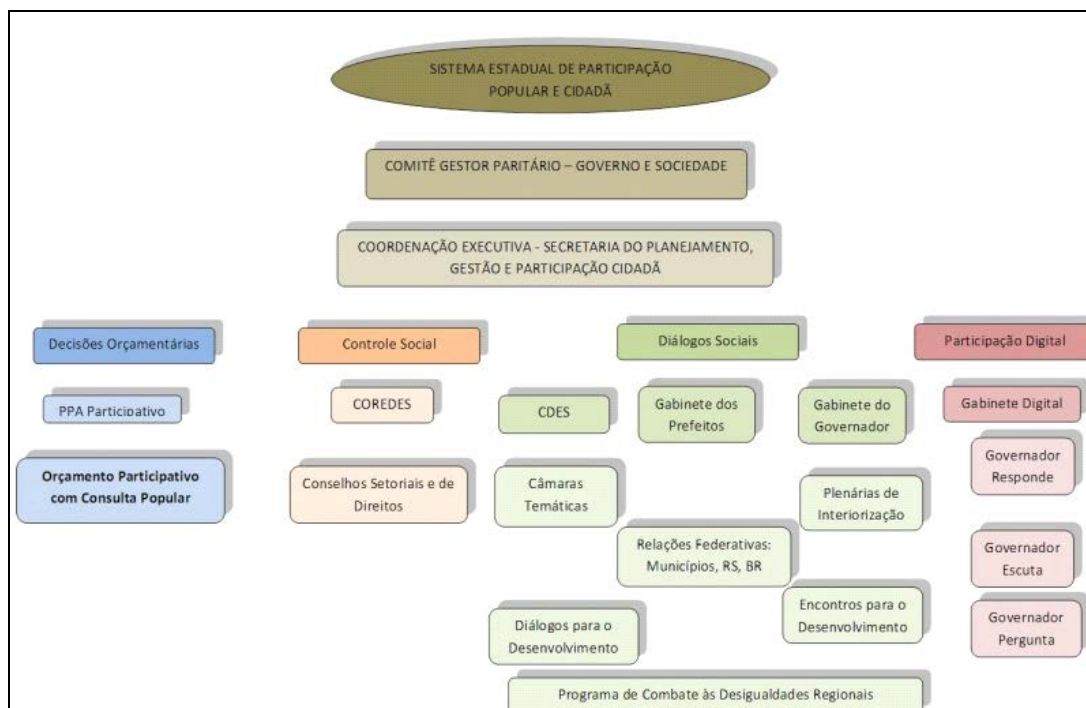 SISTEMA ESTADUAL DE PARTICIPAÇÃO
POPULAR E CIDADÃ
COMITÊ GESTOR PARITÁRIO – GOVERNO E SOCIEDADE
COORDENAÇÃO EXECUTIVA - SECRETARIA DO PLANEJAMENTO,
GESTÃO E PARTICIPAÇÃO CIDADÃ
Decisões Orçamentárias
PPA Participativo
Orçamento Participativo
com Consulta Popular
Controle Social
COREDES
Conselhos Setoriais e de
Direitos
Diálogos Sociais
CDES
Câmaras
Temáticas
Diálogos para o
Desenvolvimento
Gabinete dos
Prefeitos
Relações Federativas:
Municípios, RS, BR
Gabinete do
Governador
Plenárias de
Interiorização
Encontros para o
Desenvolvimento
Programa de Combate às Desigualdades Regionais
Participação Digital
Gabinete Digital
Governador
Responde
Governador
Escuta
Governador
Pergunta